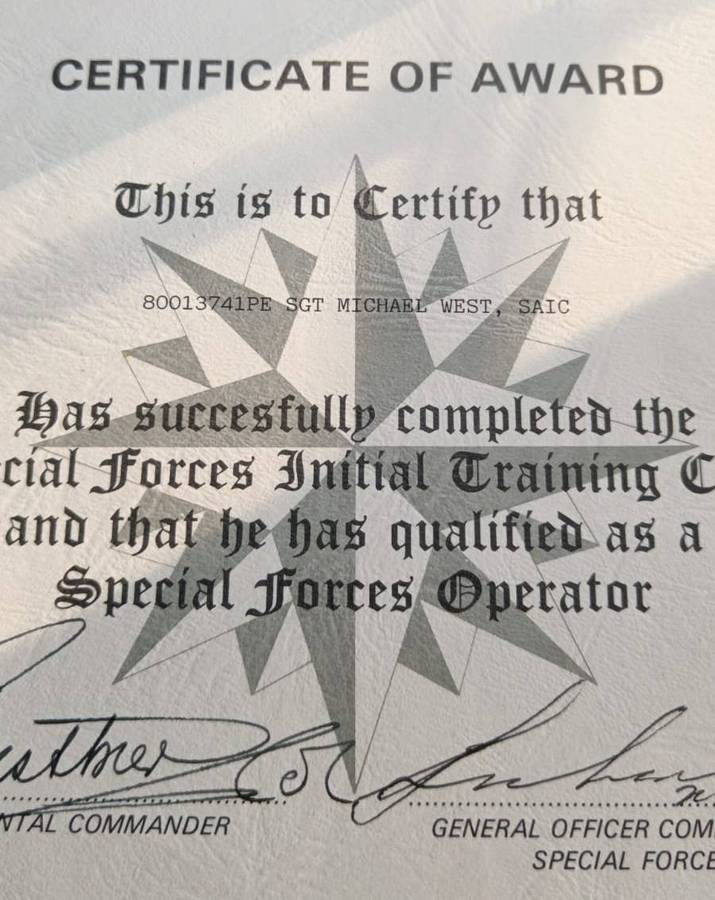 CERTIFICATE OF AWARD
This is to Certify that
80013741PE SGT MICHAEL WEST, SAIC
Has succesfully completed the
cial Forces Initial Training C
and that he has qualified as a
Special Forces Operator
NTAL COMMANDER
GENERAL OFFICER COM
SPECIAL FORCE